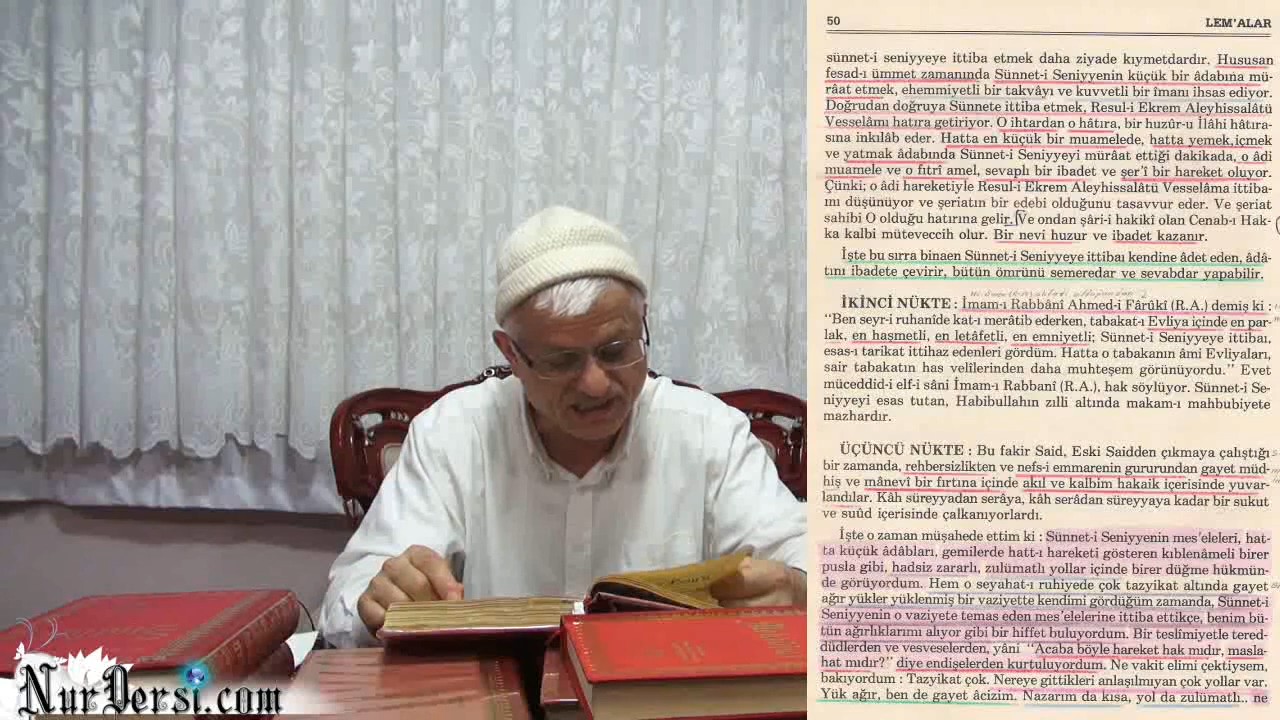 50
LEM'ALAR
sünnet-i seniyyeye ittiba etmek daha ziyade kıymetdardır. Hususan
fesad-ı ümmet zamanında Sünnet-i Seniyyenin küçük bir âdabına mü-
râat etmek, ehemmiyetli bir takvâyı ve kuvvetli bir îmanı ihsas ediyor.
Doğrudan doğruya Sünnete ittiba etmek, Resul-i Ekrem Aleyhissalâtü
Vesselâmı hatıra getiriyor. O ihtardan o hâtıra, bir huzûr-u İlâhi hâtıra-
sına inkılâb eder. Hatta en küçük bir muamelede, hatta yemek,içmek
ve yatmak âdabında Sünnet-i Seniyyeyi mürâat ettiği dakikada, o âdi
muamele ve o fıtrî amel, sevaplı bir ibadet ve şer'î bir hareket oluyor.
Çünki; o âdi hareketiyle Resul-i Ekrem Aleyhissalâtü Vesselâma ittiba-
ını düşünüyor ve şeriatın bir edebi olduğunu tasavvur eder. Ve şeriat
sahibi O olduğu hatırına gelir. Ve ondan şâri-i hakikî olan Cenab-ı Hak-
ka kalbi müteveccih olur. Bir nevi huzur ve ibadet kazanır.
İşte bu sırra binaen Sünnet-i Seniyyeye ittibaı kendine âdet eden, âdâ-
tını ibadete çevirir, bütün ömrünü semeredar ve sevabdar yapabilir.
İKİNCİ NÜKTE : İmam-ı Rabbânî Ahmed-i Fârûkî (R.A.) demiş ki :
"Ben seyr-i ruhanîde kat-ı merâtib ederken, tabakat-ı Evliya içinde en par-
lak, en haşmetli, en letâfetli, en emniyetli; Sünnet-i Seniyyeye ittibaı,
esas-ı tarikat ittihaz edenleri gördüm. Hatta o tabakanın âmi Evliyaları,
sair tabakatın has velîlerinden daha muhteşem görünüyordu." Evet
müceddid-i elf-i sâni İmam-ı Rabbanî (R.A.), hak söylüyor. Sünnet-i Se-
niyyeyi esas tutan, Habibullahın zılli altında makam-ı mahbubiyete
mazhardır.
ÜÇÜNCÜ NÜKTE : Bu fakir Said, Eski Saidden çıkmaya çalıştığı
bir zamanda, rehbersizlikten ve nefs-i emmarenin gururundan gayet müd-
hiş ve mânevî bir fırtına içinde akıl ve kalbim hakaik içerisinde yuvar-
landılar. Kâh süreyyadan serâya, kâh serâdan süreyyaya kadar bir sukut
ve suûd içerisinde çalkanıyorlardı.
İşte o zaman müşahede ettim ki : Sünnet-i Seniyyenin mes'eleleri, hat-
ta küçük âdâbları, gemilerde hatt-ı hareketi gösteren kıblenâmeli birer
pusla gibi, hadsiz zararlı, zulümatlı yollar içinde birer düğme hükmün-
de görüyordum. Hem o seyahat-ı ruhiyede çok tazyikat altında gayet
ağır yükler yüklenmiş bir vaziyette kendimi gördüğüm zamanda, Sünnet-i
Seniyyenin o vaziyete temas eden mes'elelerine ittiba ettikçe, benim bü-
tün ağırlıklarımı alıyor gibi bir hiffet buluyordum. Bir teslîmiyetle tered-
düdlerden ve vesveselerden, yâni "Acaba böyle hareket hak mıdır, masla-
hat mıdır?" diye endişelerden kurtuluyordum. Ne vakit elimi çektiysem,
bakıyordum : Tazyikat çok. Nereye gittikleri anlaşılmıyan çok yollar var.
Yük ağır, ben de gayet âcizim. Nazarım da kısa, yol da zulümatlı.. ne
NurDersi.com